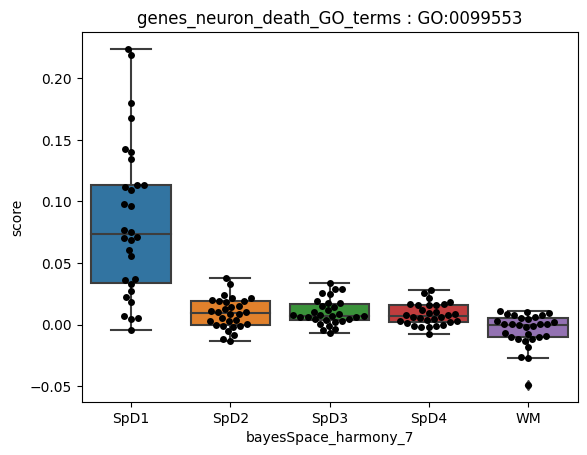 genes_neuron_death_GO_terms : GO:0099553
score
0.20
0.15
0.10
0.05
0.00
−0.05
SpD1 SpD2 SpD3 SpD4 WM
bayesSpace_harmony_7